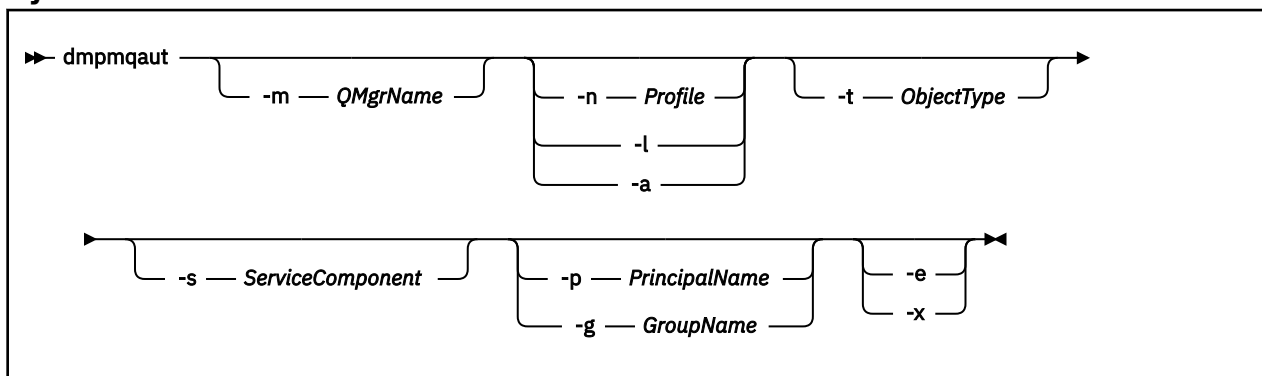 dmpmqaut
-m QMgrName
-n Profile
-l
-a
-t ObjectType
-s ServiceComponent
-p PrincipalName
-g GroupName
-e
-x